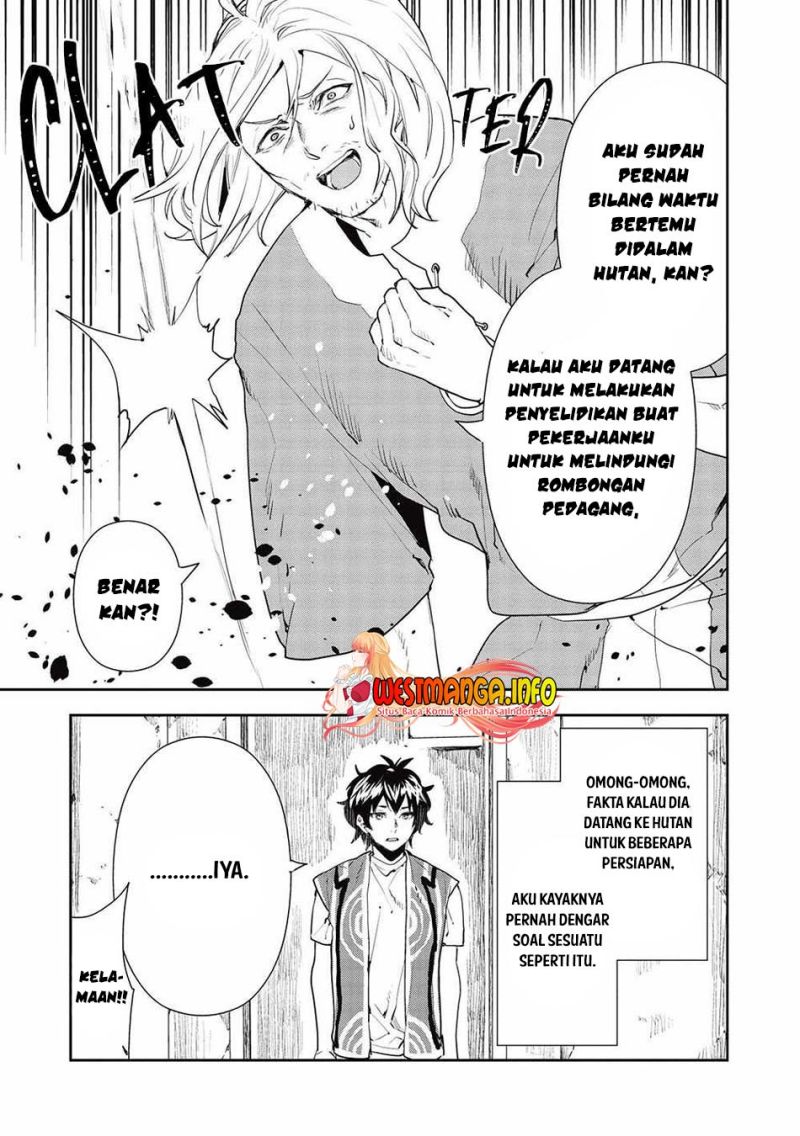 CLATTER
AKU SUDAH
PERNAH
BILANG WAKTU
BERTEMU
DIDALAM
HUTAN, KAN?
KALAU AKU DATANG
UNTUK MELAKUKAN
PENYELIDIKAN BUAT
PEKERJAANKU
UNTUK MELINDUNGI
ROMBONGAN
PEDAGANG,
BENAR
KAN?!
WESTMANGA.INFO
Situs Baca Komik Berbahasa Indonesia
OMONG-OMONG,
FAKTA KALAU DIA
DATANG KE HUTAN
UNTUK BEBERAPA
PERSIAPAN,
AKU KAYAKNYA
PERNAH DENGAR
SOAL SESUATU
SEPERTI ITU.
...........IYA.
KELA-
MAAN!!